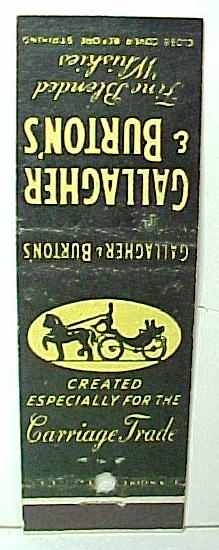 CLOSE COVER BEFORE STRIKING
Fine Blended
Whiskies
GALLAGHER
& BURTON'S
GALLAGHER & BURTON'S
CREATED
ESPECIALLY FOR THE
Carriage Trade